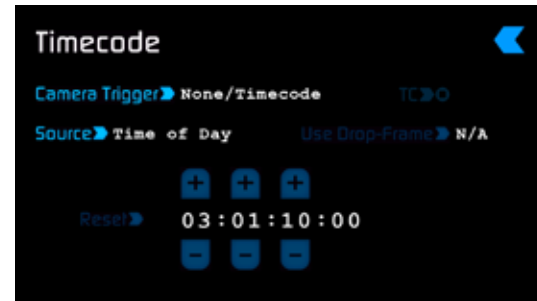 Timecode
Camera Trigger None/Timecode TC
Source Time of Day Use Drop-Frame N/A
+ + +
Reset 03:01:10:00
- - -